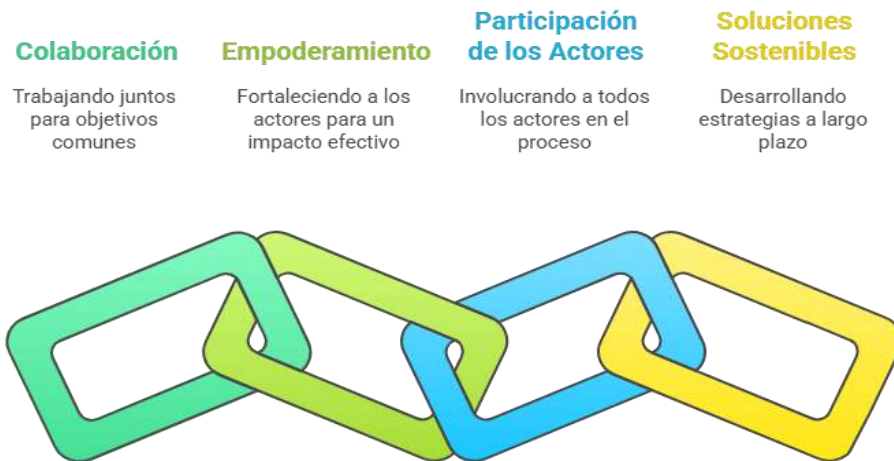 Colaboración
Trabajando juntos
para objetivos
comunes
Empoderamiento
Fortaleciendo a los
actores para un
impacto efectivo
Participación
de los Actores
Involucrando a todos
los actores en el
proceso
Soluciones
Sostenibles
Desarrollando
estrategias a largo
plazo